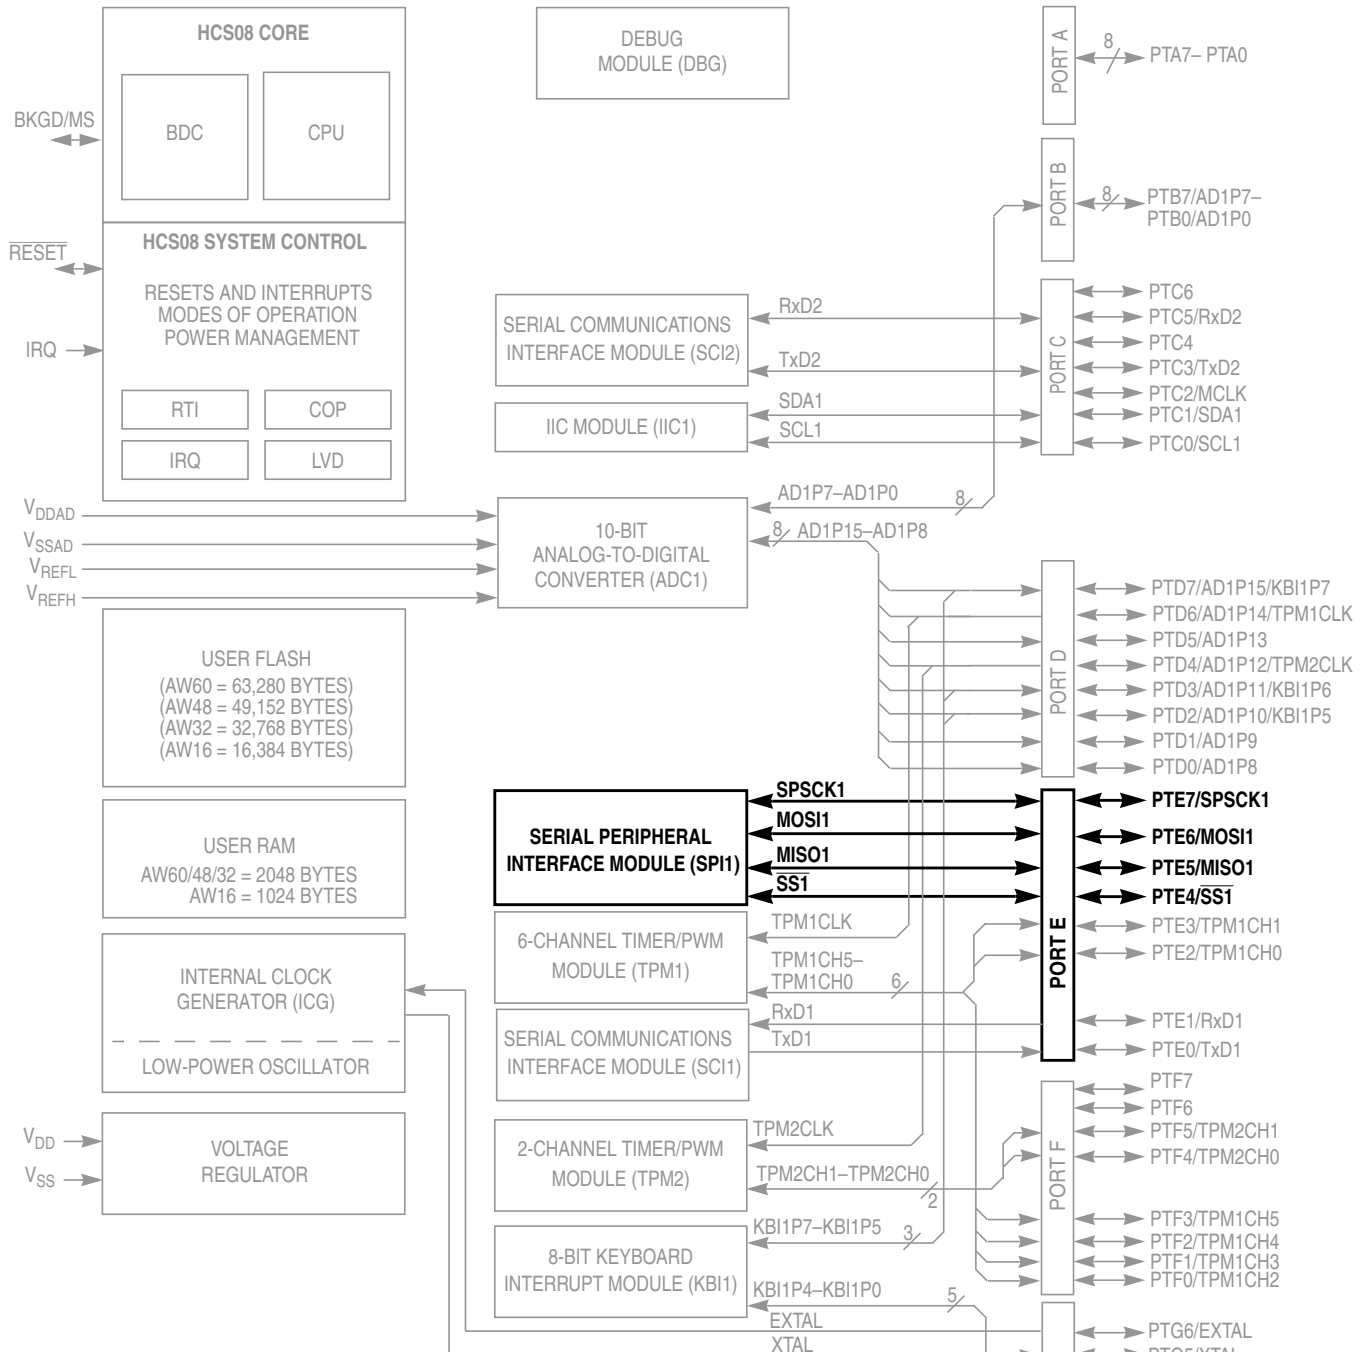 HCS08 CORE
BDC
CPU
BKGD/MS
HCS08 SYSTEM CONTROL
RESET
RESETS AND INTERRUPTS
MODES OF OPERATION
POWER MANAGEMENT
IRQ
RTI
COP
IRQ
LVD
VDDAD
VSSAD
VREFL
VREFH
USER FLASH
(AW60 = 63,280 BYTES)
(AW48 = 49,152 BYTES)
(AW32 = 32,768 BYTES)
(AW16 = 16,384 BYTES)
USER RAM
AW60/48/32 = 2048 BYTES
AW16 = 1024 BYTES
INTERNAL CLOCK
GENERATOR (ICG)
LOW-POWER OSCILLATOR
VDD
VSS
VOLTAGE
REGULATOR
DEBUG
MODULE (DBG)
SERIAL COMMUNICATIONS
INTERFACE MODULE (SCI2)
RxD2
TxD2
IIC MODULE (IIC1)
SDA1
SCL1
10-BIT
ANALOG-TO-DIGITAL
CONVERTER (ADC1)
AD1P7–AD1P0
8
8
AD1P15–AD1P8
SERIAL PERIPHERAL
INTERFACE MODULE (SPI1)
SPSCK1
MOSI1
MISO1
SS1
6-CHANNEL TIMER/PWM
MODULE (TPM1)
TPM1CLK
TPM1CH5–
TPM1CH0
6
SERIAL COMMUNICATIONS
INTERFACE MODULE (SCI1)
RxD1
TxD1
2-CHANNEL TIMER/PWM
MODULE (TPM2)
TPM2CLK
TPM2CH1–TPM2CH0
2
8-BIT KEYBOARD
INTERRUPT MODULE (KBI1)
KBI1P7–KBI1P5
3
KBI1P4–KBI1P0
5
EXTAL
XTAL
PORT A
8
PTA7– PTA0
PORT B
8
PTB7/AD1P7–
PTB0/AD1P0
PORT C
PTC6
PTC5/RxD2
PTC4
PTC3/TxD2
PTC2/MCLK
PTC1/SDA1
PTC0/SCL1
PORT D
PTD7/AD1P15/KBI1P7
PTD6/AD1P14/TPM1CLK
PTD5/AD1P13
PTD4/AD1P12/TPM2CLK
PTD3/AD1P11/KBI1P6
PTD2/AD1P10/KBI1P5
PTD1/AD1P9
PTD0/AD1P8
PORT E
PTE7/SPSCK1
PTE6/MOSI1
PTE5/MISO1
PTE4/SS1
PTE3/TPM1CH1
PTE2/TPM1CH0
PTE1/RxD1
PTE0/TxD1
PORT F
PTF7
PTF6
PTF5/TPM2CH1
PTF4/TPM2CH0
PTF3/TPM1CH5
PTF2/TPM1CH4
PTF1/TPM1CH3
PTF0/TPM1CH2
PTG6/EXTAL
PTG5/XTAL